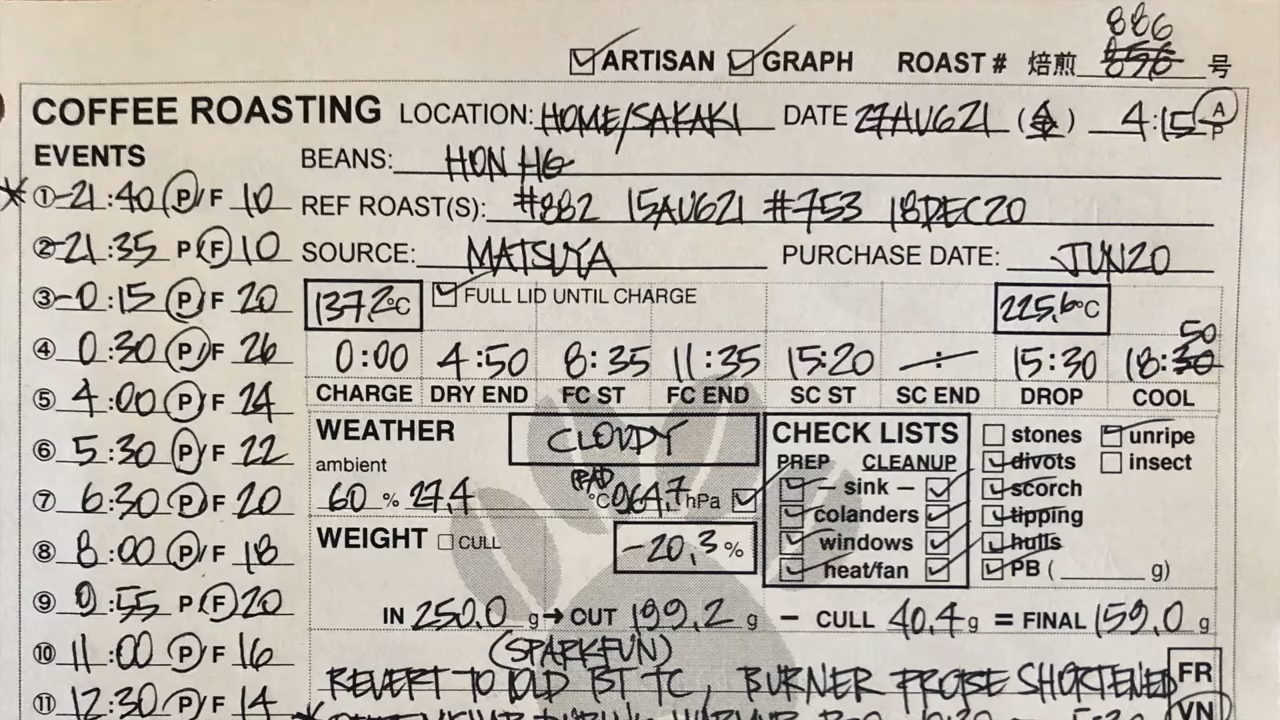 886
ARTISAN GRAPH ROAST # 焙煎 856 号
COFFEE ROASTING LOCATION: HOME/SAKAKI DATE 27AUG21 (金) 4:15 A
P
EVENTS
BEANS: HON HG
① -21:40 P/F 10
REF ROAST(S): #882 15AUG21 #753 18DEC20
② -21:35 P F 10
SOURCE: MATSUYA PURCHASE DATE: JUN20
③ -0:15 P/F 20
137.2°C FULL LID UNTIL CHARGE 225.6°C
50
④ 0:30 P/F 26
0:00 4:50 8:35 11:35 15:20 – : – 15:30 18:30
CHARGE DRY END FC ST FC END SC ST SC END DROP COOL
⑤ 4:00 P/F 24
WEATHER CLOUDY
CHECK LISTS
PREP CLEANUP
stones unripe
divots insect
⑥ 5:30 P/F 22
ambient
60 % 27.4 °C 964.7 hPa
– sink – scorch
⑦ 6:30 P/F 20
colanders tipping
WEIGHT CULL -20.3 %
windows hulls
⑧ 8:00 P/F 18
heat/fan PB ( g)
⑨ 9:55 P F 20
IN 250.0 g→OUT 199.2 g – CULL 40.4 g = FINAL 159.0 g
⑩ 11:00 P/F 16
(SPARKFUN)
REVERT TO OLD BT TC, BURNER PROBE SHORTENED FR
⑪ 12:30 P/F 14
VN